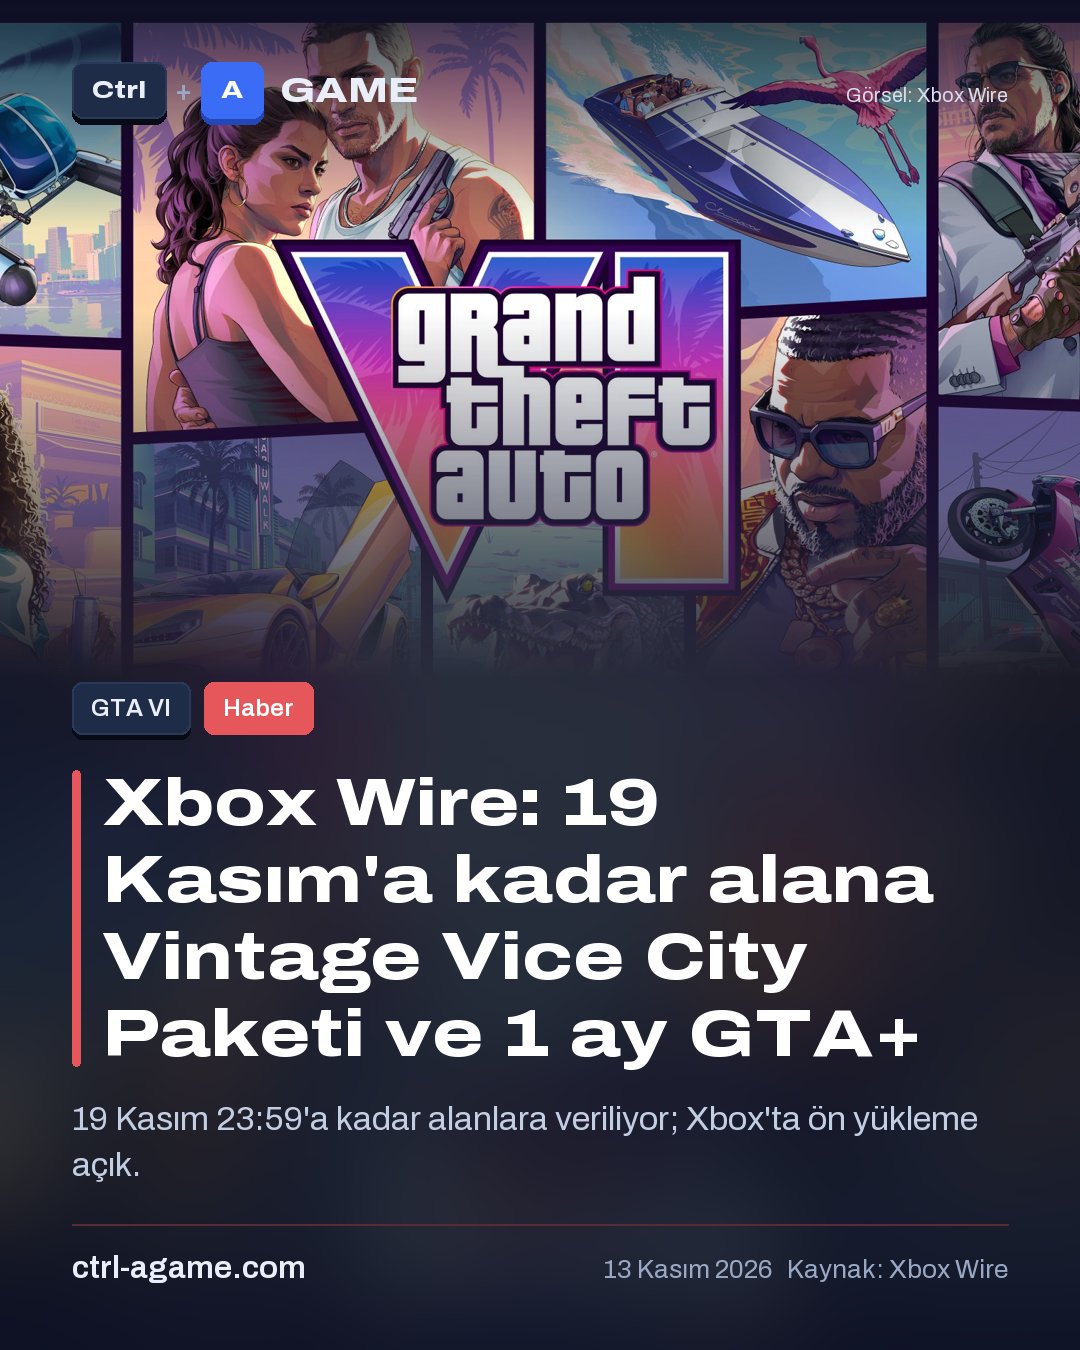 Ctrl + A GAME
Görsel: Xbox Wire
grand
theft
auto
VI
GTA VI
Haber
Xbox Wire: 19
Kasım'a kadar alana
Vintage Vice City
Paketi ve 1 ay GTA+
19 Kasım 23:59'a kadar alanlara veriliyor; Xbox'ta ön yükleme
açık.
ctrl-agame.com
13 Kasım 2026 Kaynak: Xbox Wire